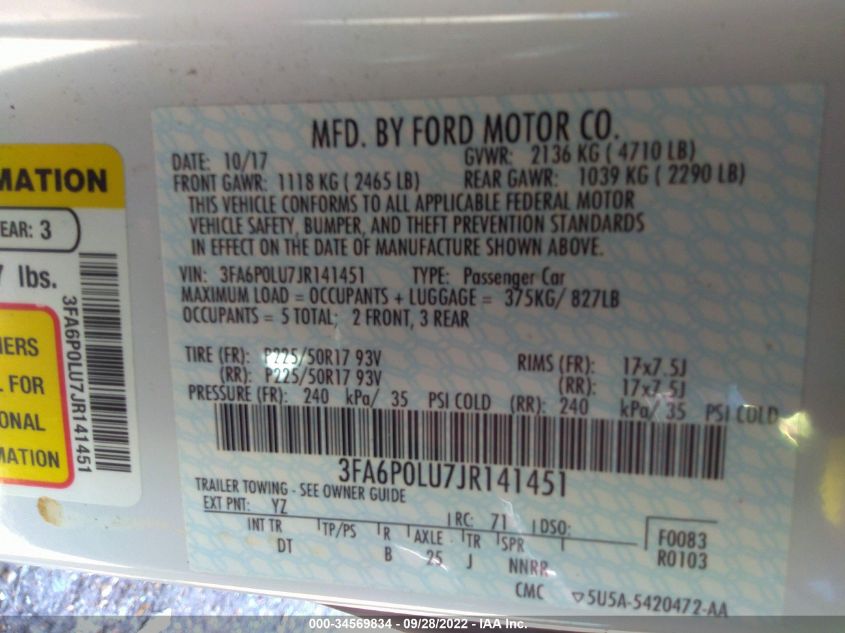 MATION
EAR: 3
7 lbs.
3FA6P0LU7JR141451
IERS
L FOR
IONAL
MATION
MFD. BY FORD MOTOR CO.
DATE: 10/17 GVWR: 2136 KG ( 4710 LB)
FRONT GAWR: 1118 KG ( 2465 LB) REAR GAWR: 1039 KG ( 2290 LB)
THIS VEHICLE CONFORMS TO ALL APPLICABLE FEDERAL MOTOR
VEHICLE SAFETY, BUMPER, AND THEFT PREVENTION STANDARDS
IN EFFECT ON THE DATE OF MANUFACTURE SHOWN ABOVE.
VIN: 3FA6P0LU7JR141451 TYPE: Passenger Car
MAXIMUM LOAD = OCCUPANTS + LUGGAGE = 375KG/ 827LB
OCCUPANTS = 5 TOTAL; 2 FRONT, 3 REAR
TIRE (FR): P225/50R17 93V RIMS (FR): 17x7.5J
(RR): P225/50R17 93V (RR): 17x7.5J
PRESSURE (FR): 240 kPa/ 35 PSI COLD (RR): 240 kPa/ 35 PSI COLD
3FA6P0LU7JR141451
TRAILER TOWING - SEE OWNER GUIDE
EXT PNT: YZ RC: 71 DSO: F0083
INT TR TP/PS R AXLE TR SPR R0103
DT B 25 J NNRR
CMC ▽5U5A-5420472-AA
000-34569834 - 09/28/2022 - IAA Inc.